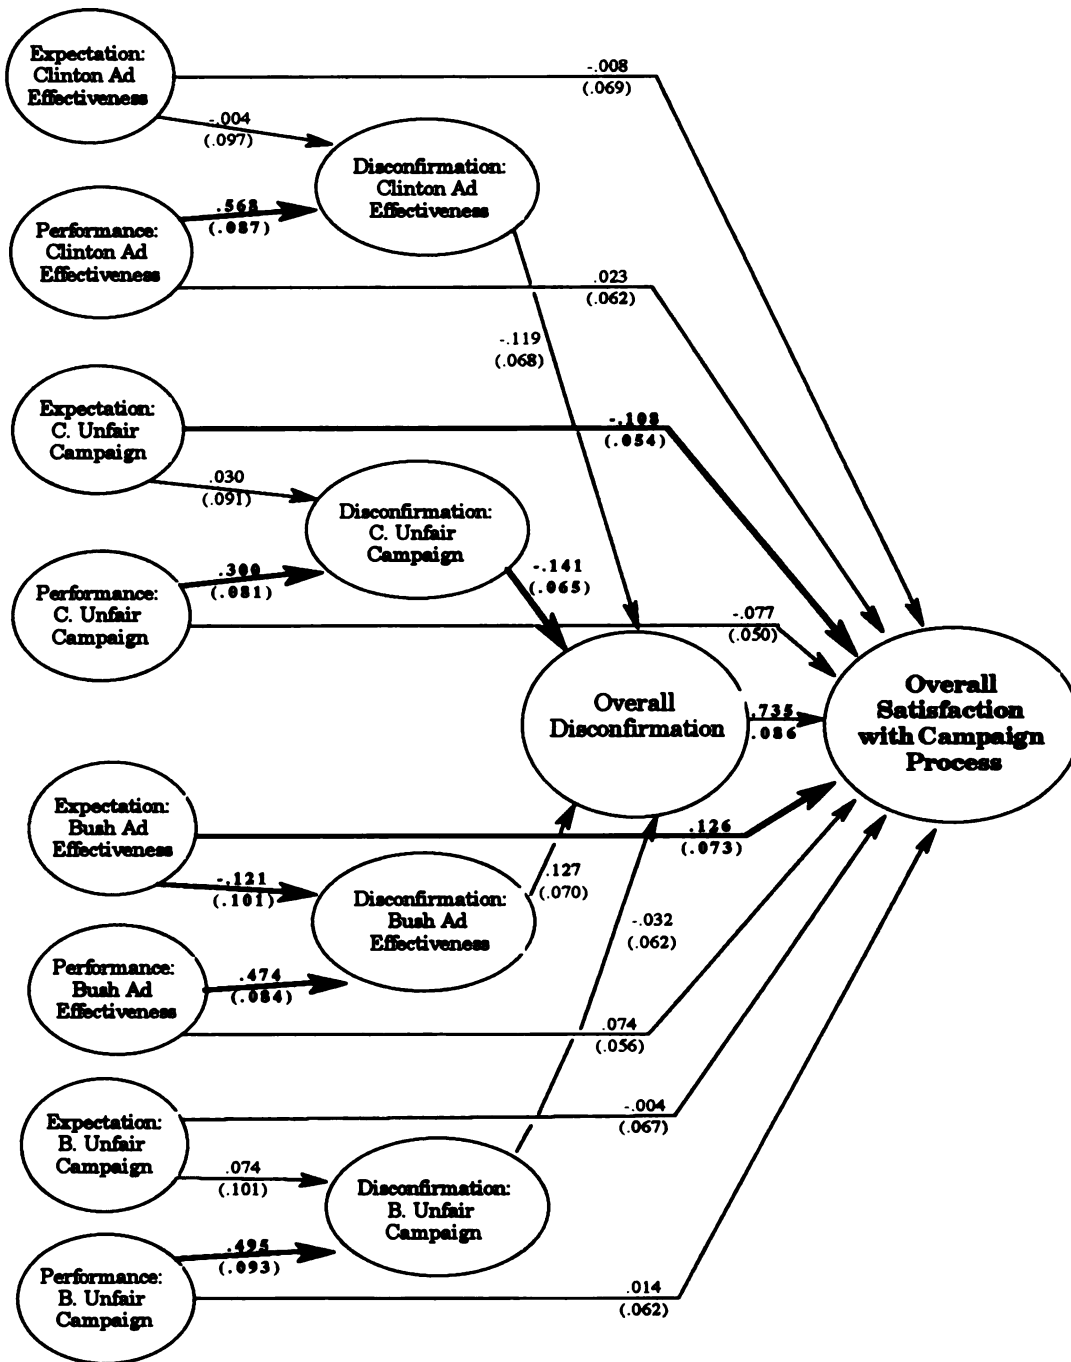 Expectation:
Clinton Ad
Effectiveness
-.008
(.069)
-.004
(.097)
Disconfirmation:
Clinton Ad
Effectiveness
.568
(.087)
Performance:
Clinton Ad
Effectiveness
.023
(.062)
-.119
(.068)
Expectation:
C. Unfair
Campaign
-.108
(.054)
.030
(.091)
Disconfirmation:
C. Unfair
Campaign
.300
(.081)
-.141
(.065)
Performance:
C. Unfair
Campaign
-.077
(.050)
Overall
Disconfirmation
.735
.086
Overall
Satisfaction
with Campaign
Process
Expectation:
Bush Ad
Effectiveness
.126
(.073)
-.121
(.101)
Disconfirmation:
Bush Ad
Effectiveness
.127
(.070)
-.032
(.062)
Performance:
Bush Ad
Effectiveness
.474
(.084)
.074
(.056)
Expectation:
B. Unfair
Campaign
-.004
(.067)
.074
(.101)
Disconfirmation:
B. Unfair
Campaign
.495
(.093)
Performance:
B. Unfair
Campaign
.014
(.062)